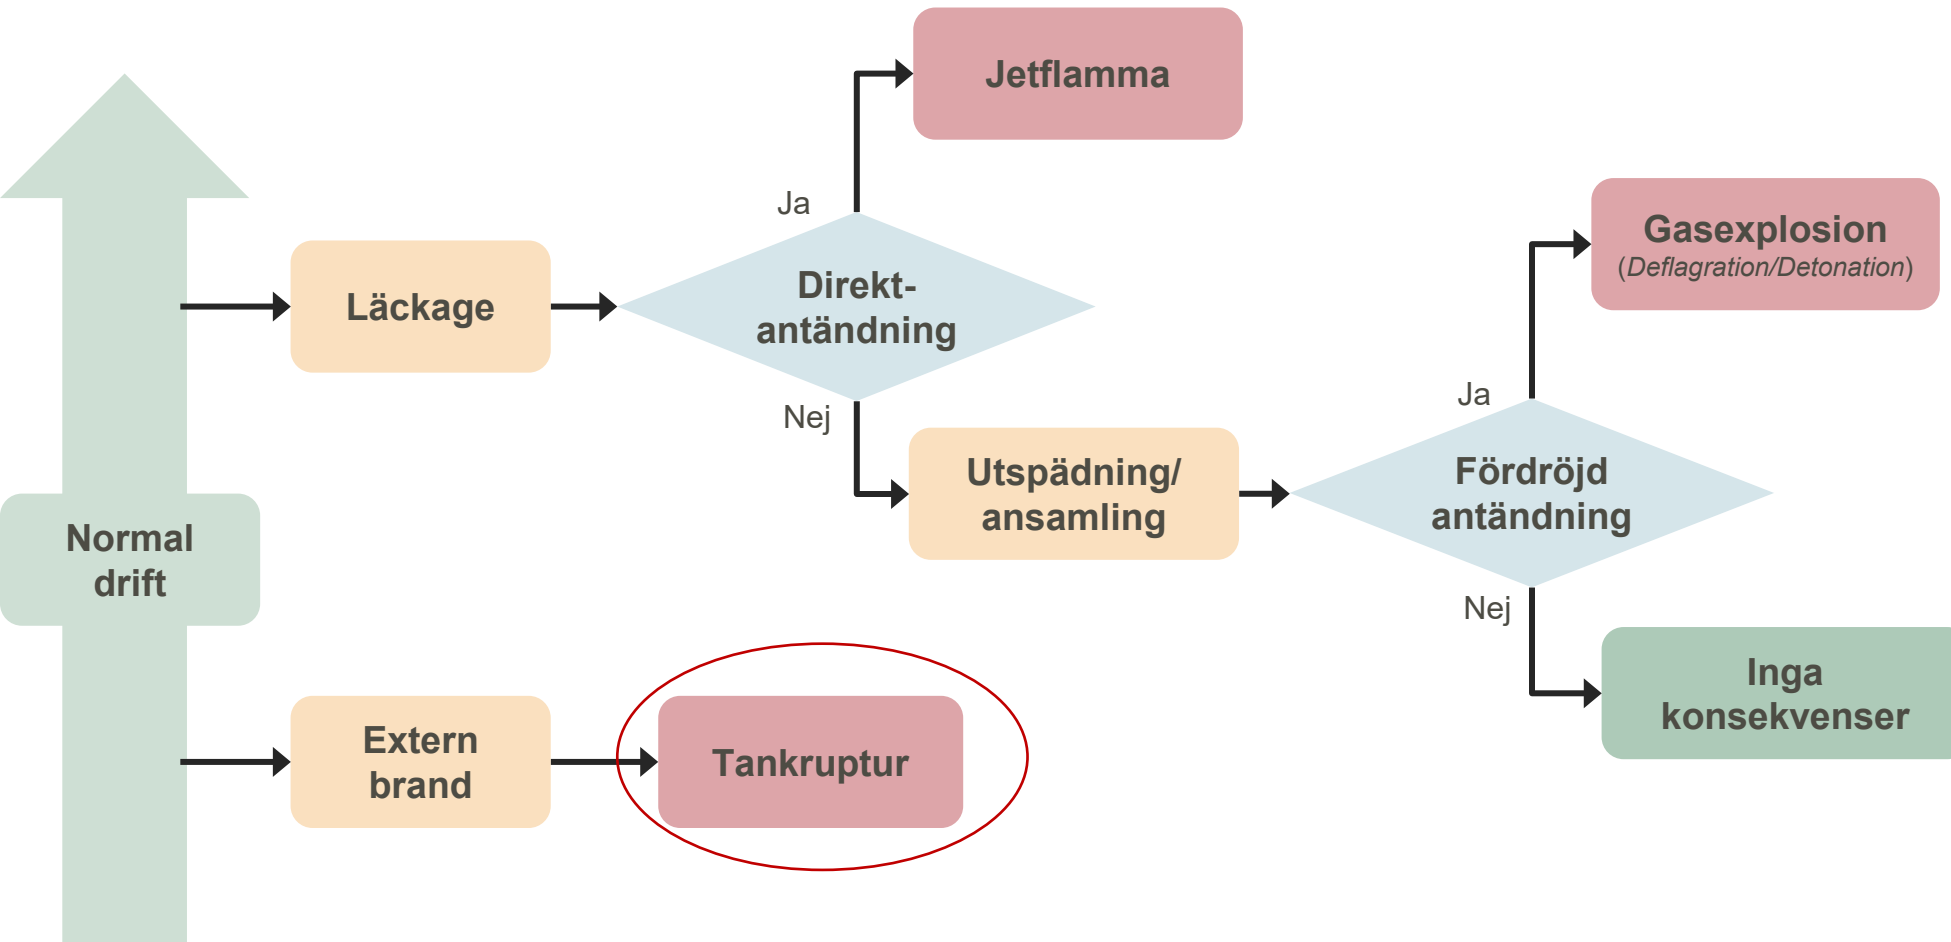 Jetflamma
Ja
Gasexplosion
(Deflagration/Detonation)
Läckage
Direkt-
antändning
Ja
Nej
Utspädning/
ansamling
Fördröjd
antändning
Normal
drift
Nej
Inga
konsekvenser
Extern
brand
Tankruptur